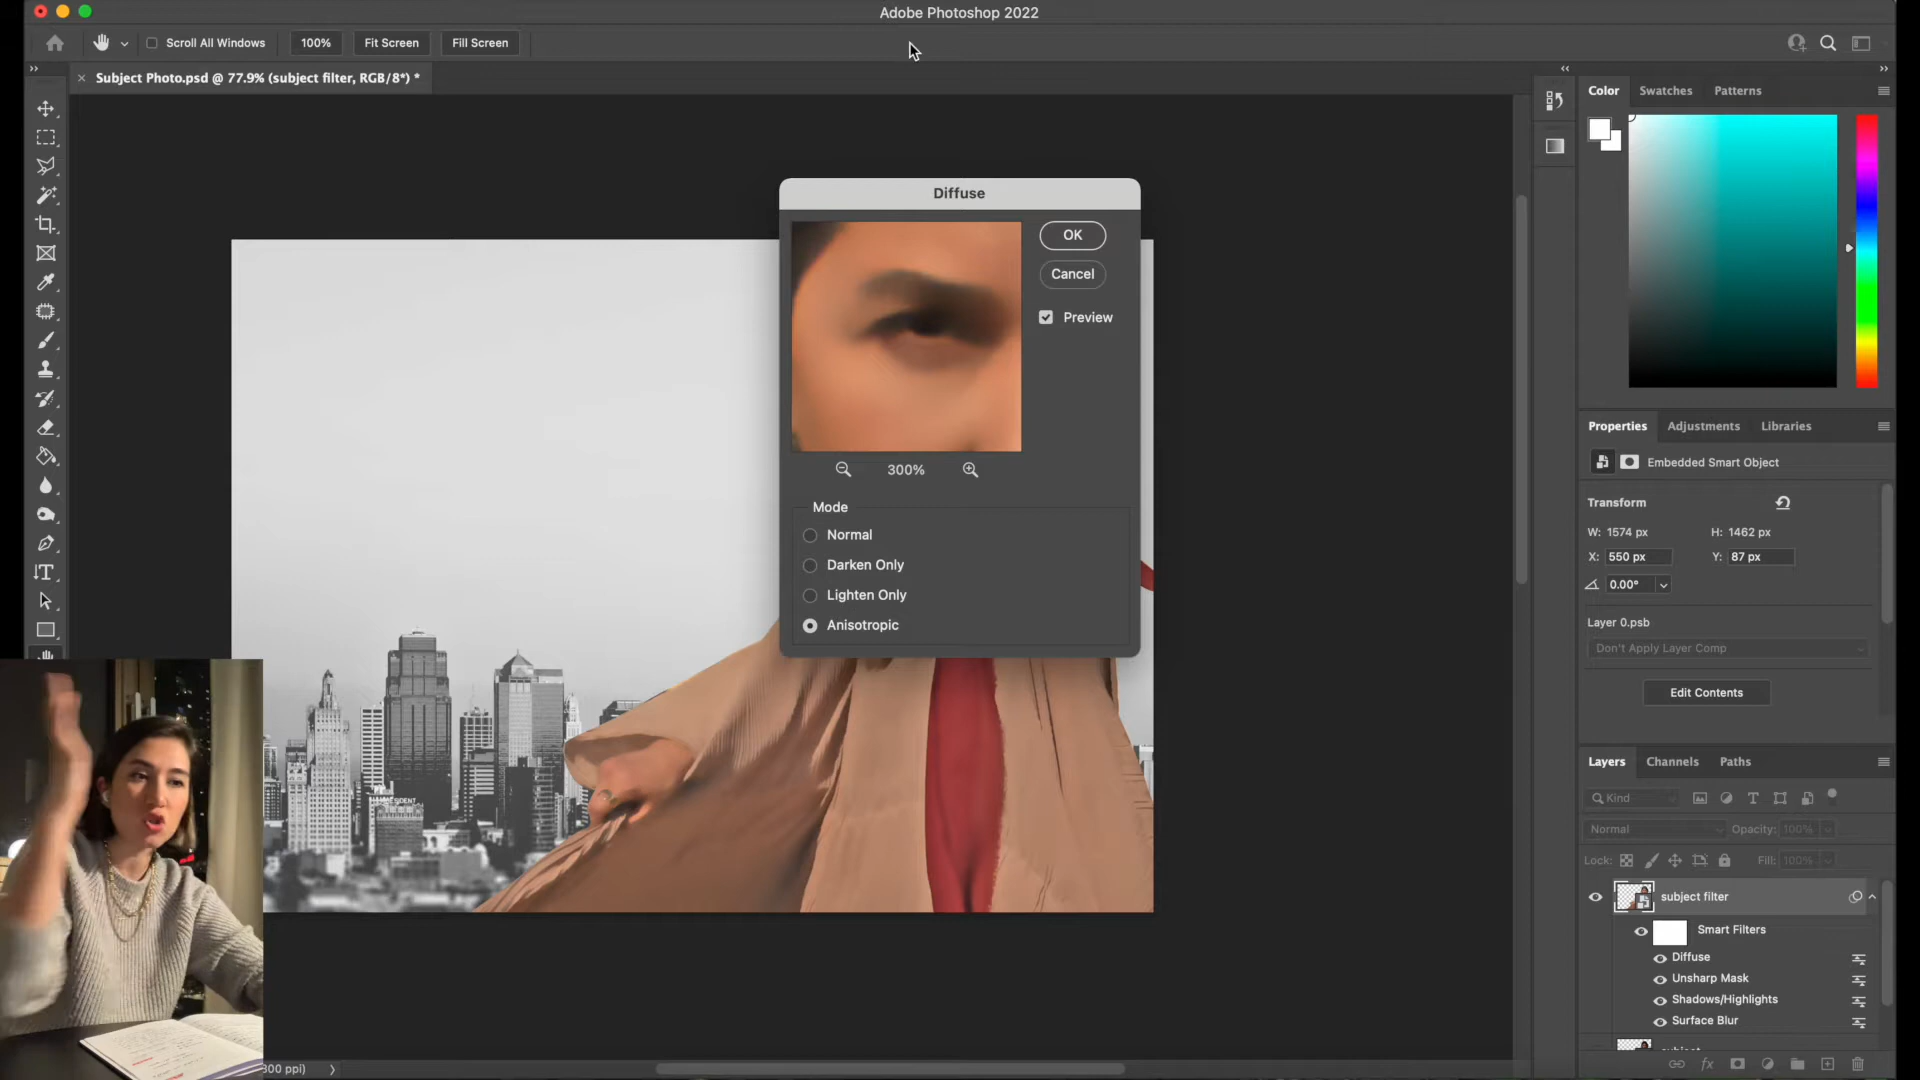 Adobe Photoshop 2022
Scroll All Windows
100%
Fit Screen
Fill Screen
Subject Photo.psd @ 77.9% (subject filter, RGB/8*) *
Color
Swatches
Patterns
Diffuse
OK
Cancel
Preview
300%
Mode
Normal
Darken Only
Lighten Only
Anisotropic
Properties
Adjustments
Libraries
Embedded Smart Object
Transform
W: 1574 px
H: 1462 px
X: 550 px
Y: 87 px
0.00°
Layer 0.psb
Don't Apply Layer Comp
Edit Contents
Layers
Channels
Paths
Kind
Normal
Opacity: 100%
Lock:
Fill: 100%
subject filter
Smart Filters
Diffuse
Unsharp Mask
Shadows/Highlights
Surface Blur
fx